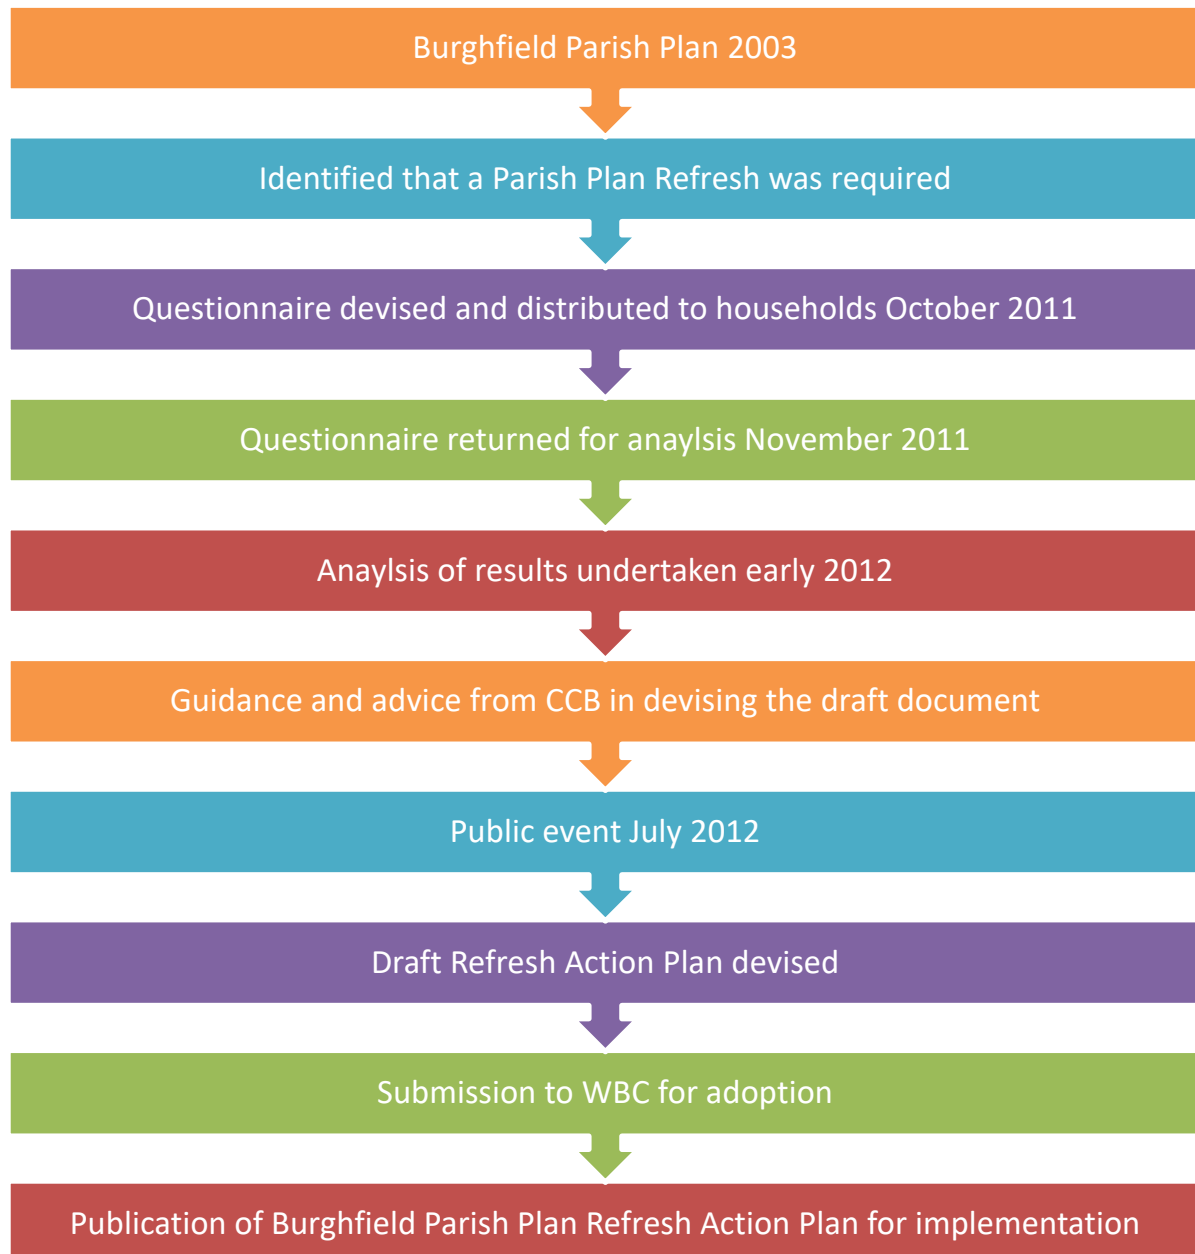 Burghfield Parish Plan 2003
Identified that a Parish Plan Refresh was required
Questionnaire devised and distributed to households October 2011
Questionnaire returned for anaylsis November 2011
Anaylsis of results undertaken early 2012
Guidance and advice from CCB in devising the draft document
Public event July 2012
Draft Refresh Action Plan devised
Submission to WBC for adoption
Publication of Burghfield Parish Plan Refresh Action Plan for implementation